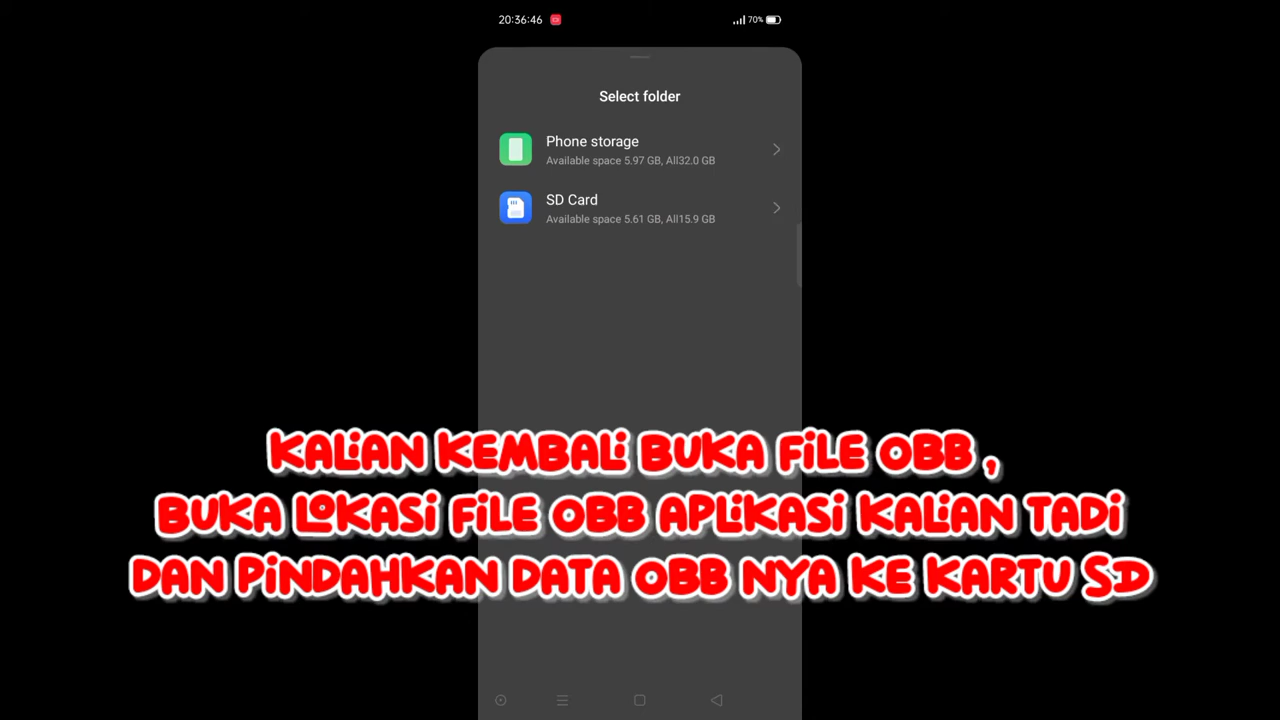 20:36:46
70%
Select folder
Phone storage
Available space 5.97 GB, All32.0 GB
SD Card
Available space 5.61 GB, All15.9 GB
KALIAN KEMBALI BUKA FILE OBB ,
BUKA LOKASI FILE OBB APLIKASI KALIAN TADI
DAN PINDAHKAN DATA OBB NYA KE KARTU SD